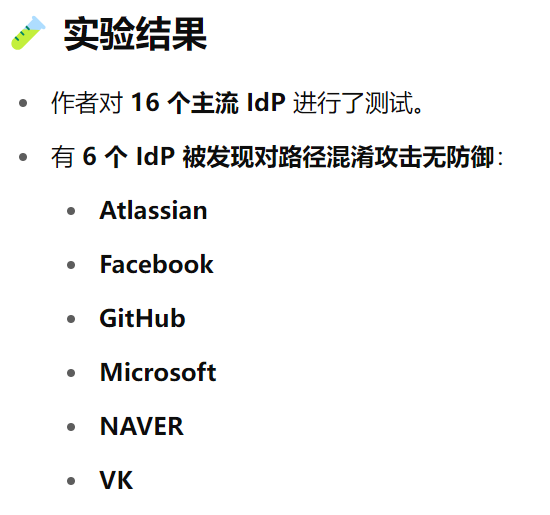 实验结果
作者对 16 个主流 IdP 进行了测试。
有 6 个 IdP 被发现对路径混淆攻击无防御：
Atlassian
Facebook
GitHub
Microsoft
NAVER
VK